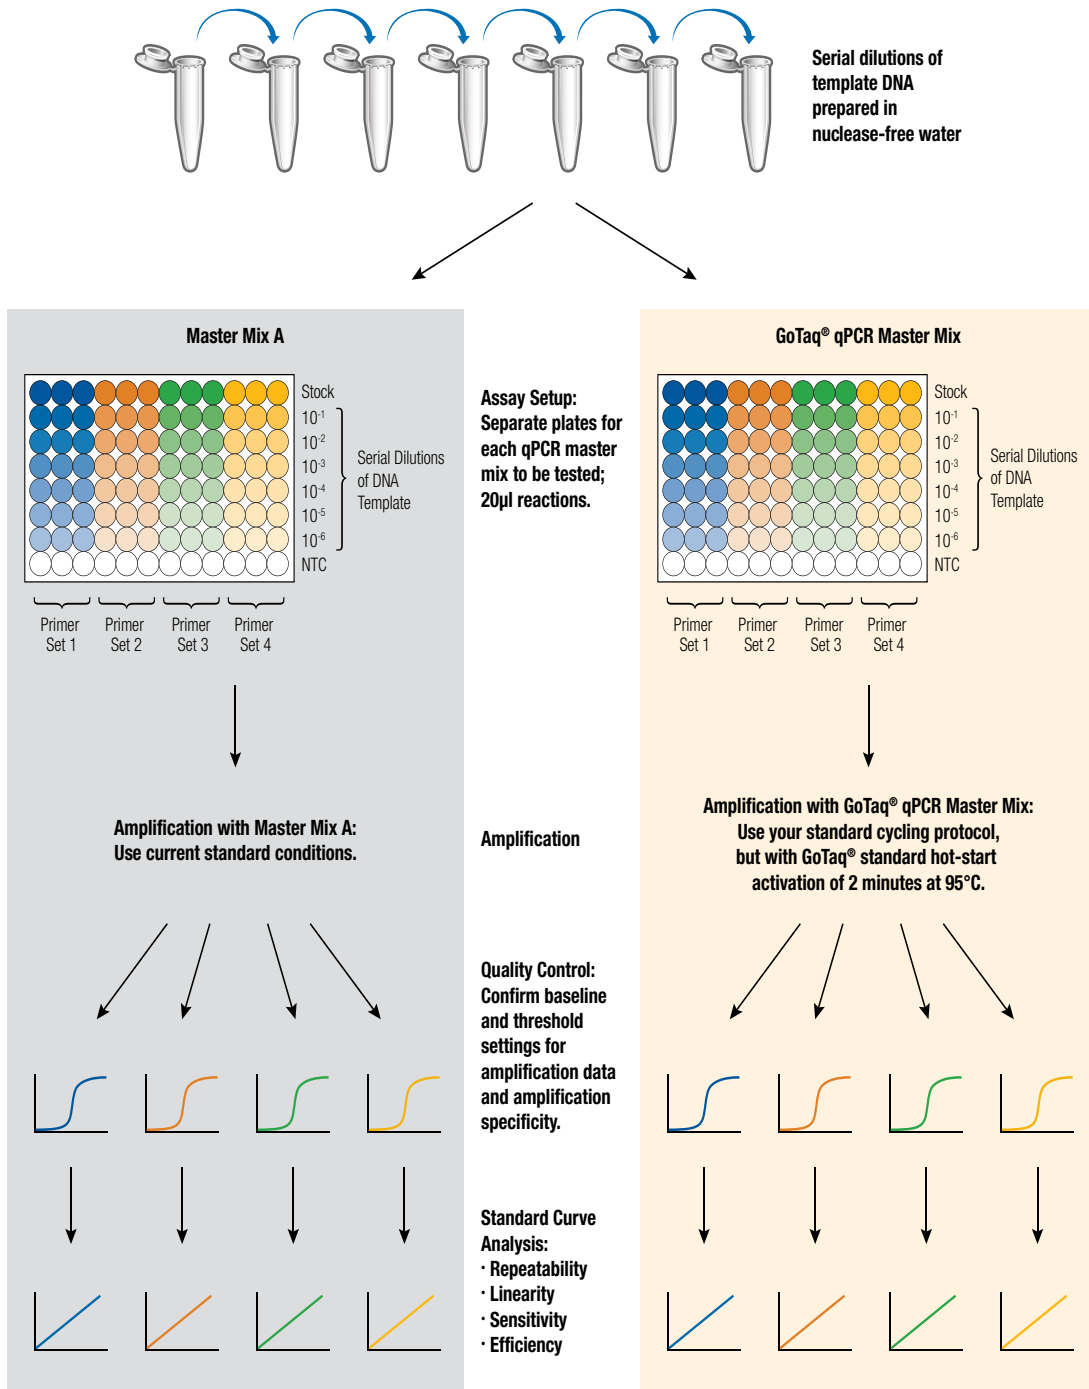 Serial dilutions of
template DNA
prepared in
nuclease-free water
Master Mix A
Stock
10⁻¹
10⁻²
10⁻³
10⁻⁴
10⁻⁵
10⁻⁶
NTC
Serial Dilutions
of DNA
Template
Primer
Set 1
Primer
Set 2
Primer
Set 3
Primer
Set 4
Assay Setup:
Separate plates for
each qPCR master
mix to be tested;
20µl reactions.
GoTaq® qPCR Master Mix
Stock
10⁻¹
10⁻²
10⁻³
10⁻⁴
10⁻⁵
10⁻⁶
NTC
Serial Dilutions
of DNA
Template
Primer
Set 1
Primer
Set 2
Primer
Set 3
Primer
Set 4
Amplification with Master Mix A:
Use current standard conditions.
Amplification
Amplification with GoTaq® qPCR Master Mix:
Use your standard cycling protocol,
but with GoTaq® standard hot-start
activation of 2 minutes at 95°C.
Quality Control:
Confirm baseline
and threshold
settings for
amplification data
and amplification
specificity.
Standard Curve
Analysis:
· Repeatability
· Linearity
· Sensitivity
· Efficiency